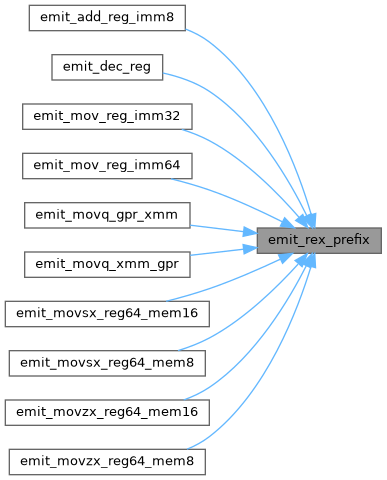 emit_add_reg_imm8
emit_dec_reg
emit_mov_reg_imm32
emit_mov_reg_imm64
emit_movq_gpr_xmm
emit_rex_prefix
emit_movq_xmm_gpr
emit_movsx_reg64_mem16
emit_movsx_reg64_mem8
emit_movzx_reg64_mem16
emit_movzx_reg64_mem8